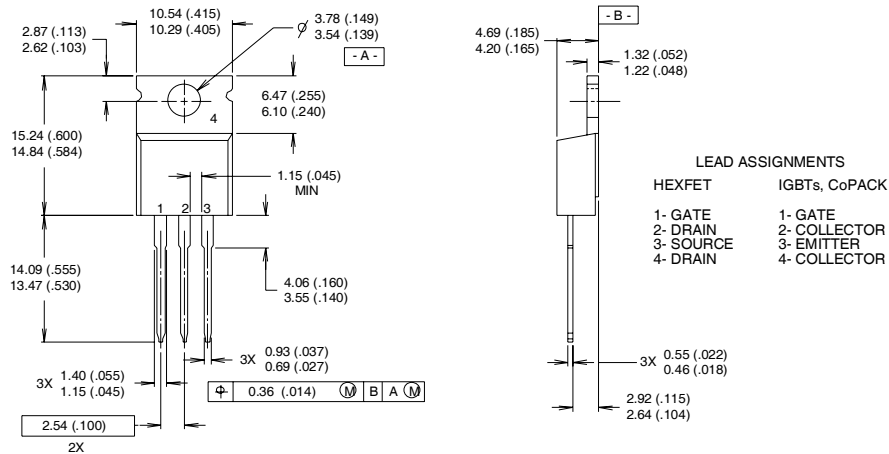 10.54 (.415)
10.29 (.405)
2.87 (.113)
2.62 (.103)
3.78 (.149)
3.54 (.139)
- A -
6.47 (.255)
6.10 (.240)
4
15.24 (.600)
14.84 (.584)
1.15 (.045)
MIN
1 2 3
14.09 (.555)
13.47 (.530)
4.06 (.160)
3.55 (.140)
3X 0.93 (.037)
0.69 (.027)
3X 1.40 (.055)
1.15 (.045)
⌖ 0.36 (.014) Ⓜ B A Ⓜ
2.54 (.100)
2X
- B -
4.69 (.185)
4.20 (.165)
1.32 (.052)
1.22 (.048)
3X 0.55 (.022)
0.46 (.018)
2.92 (.115)
2.64 (.104)
LEAD ASSIGNMENTS
HEXFET IGBTs, CoPACK
1- GATE 1- GATE
2- DRAIN 2- COLLECTOR
3- SOURCE 3- EMITTER
4- DRAIN 4- COLLECTOR